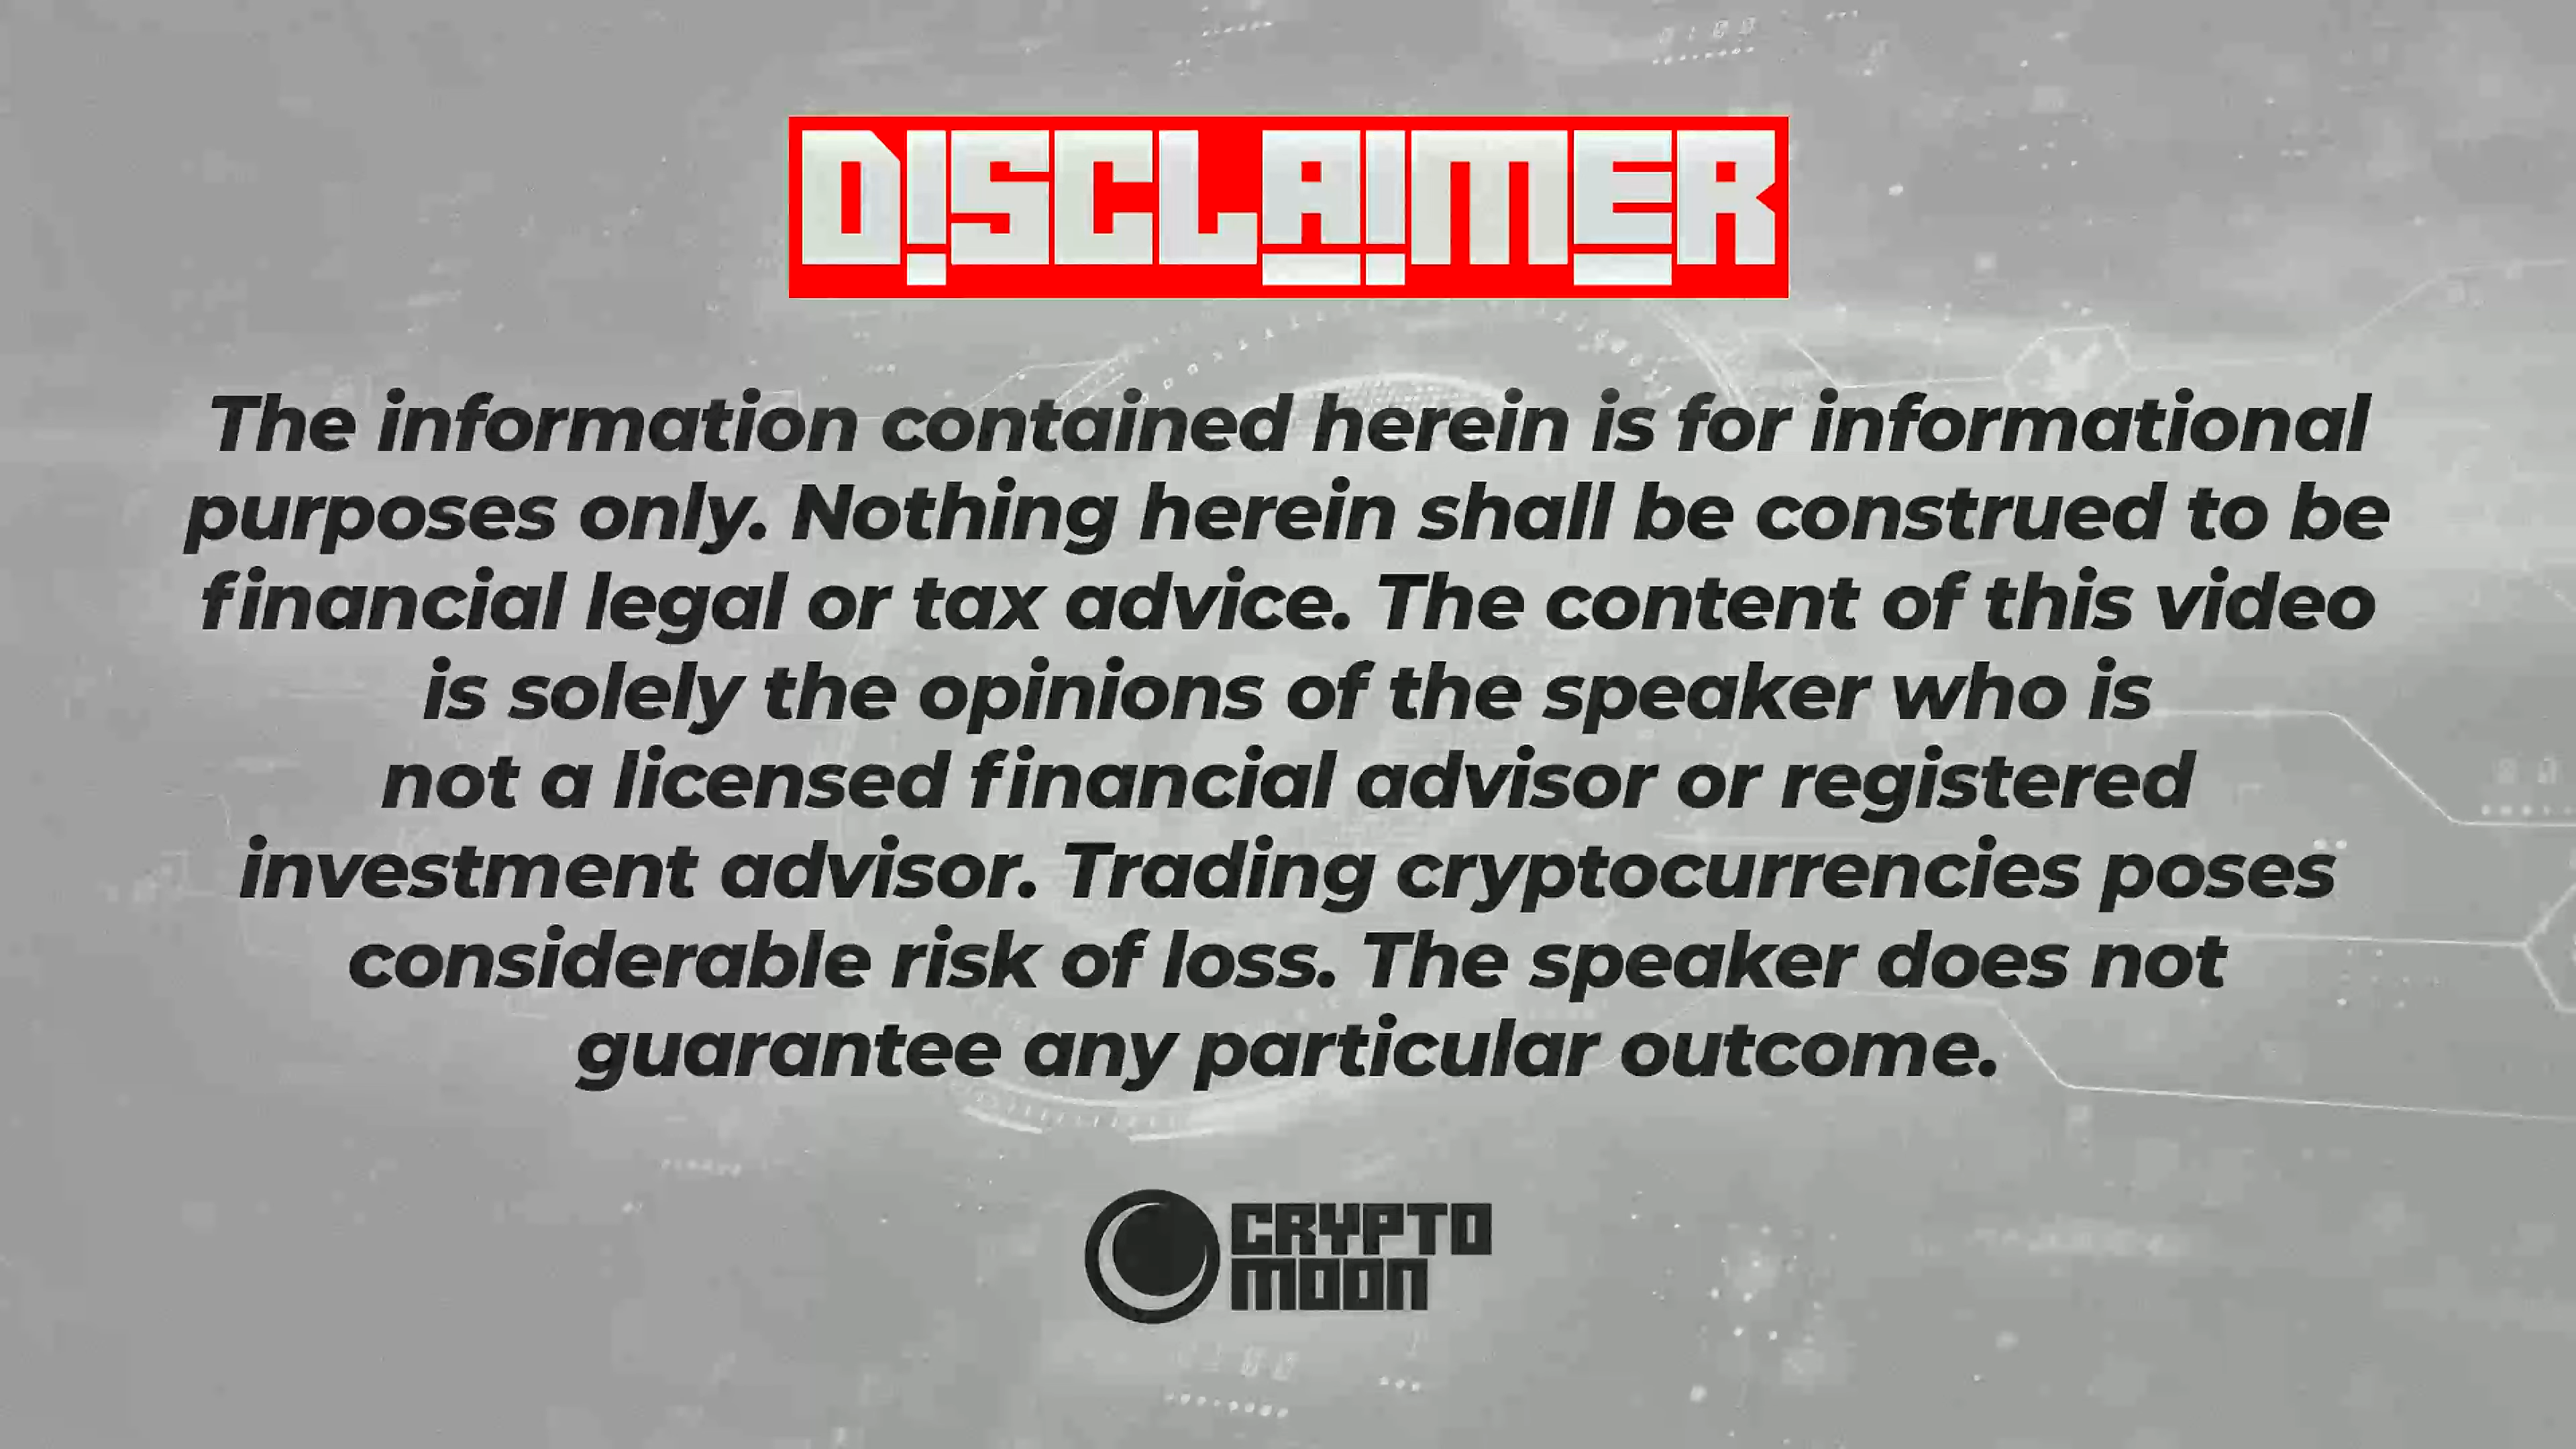 DISCLAIMER
The information contained herein is for informational
purposes only. Nothing herein shall be construed to be
financial legal or tax advice. The content of this video
is solely the opinions of the speaker who is
not a licensed financial advisor or registered
investment advisor. Trading cryptocurrencies poses
considerable risk of loss. The speaker does not
guarantee any particular outcome.
CRYPTO
MOON